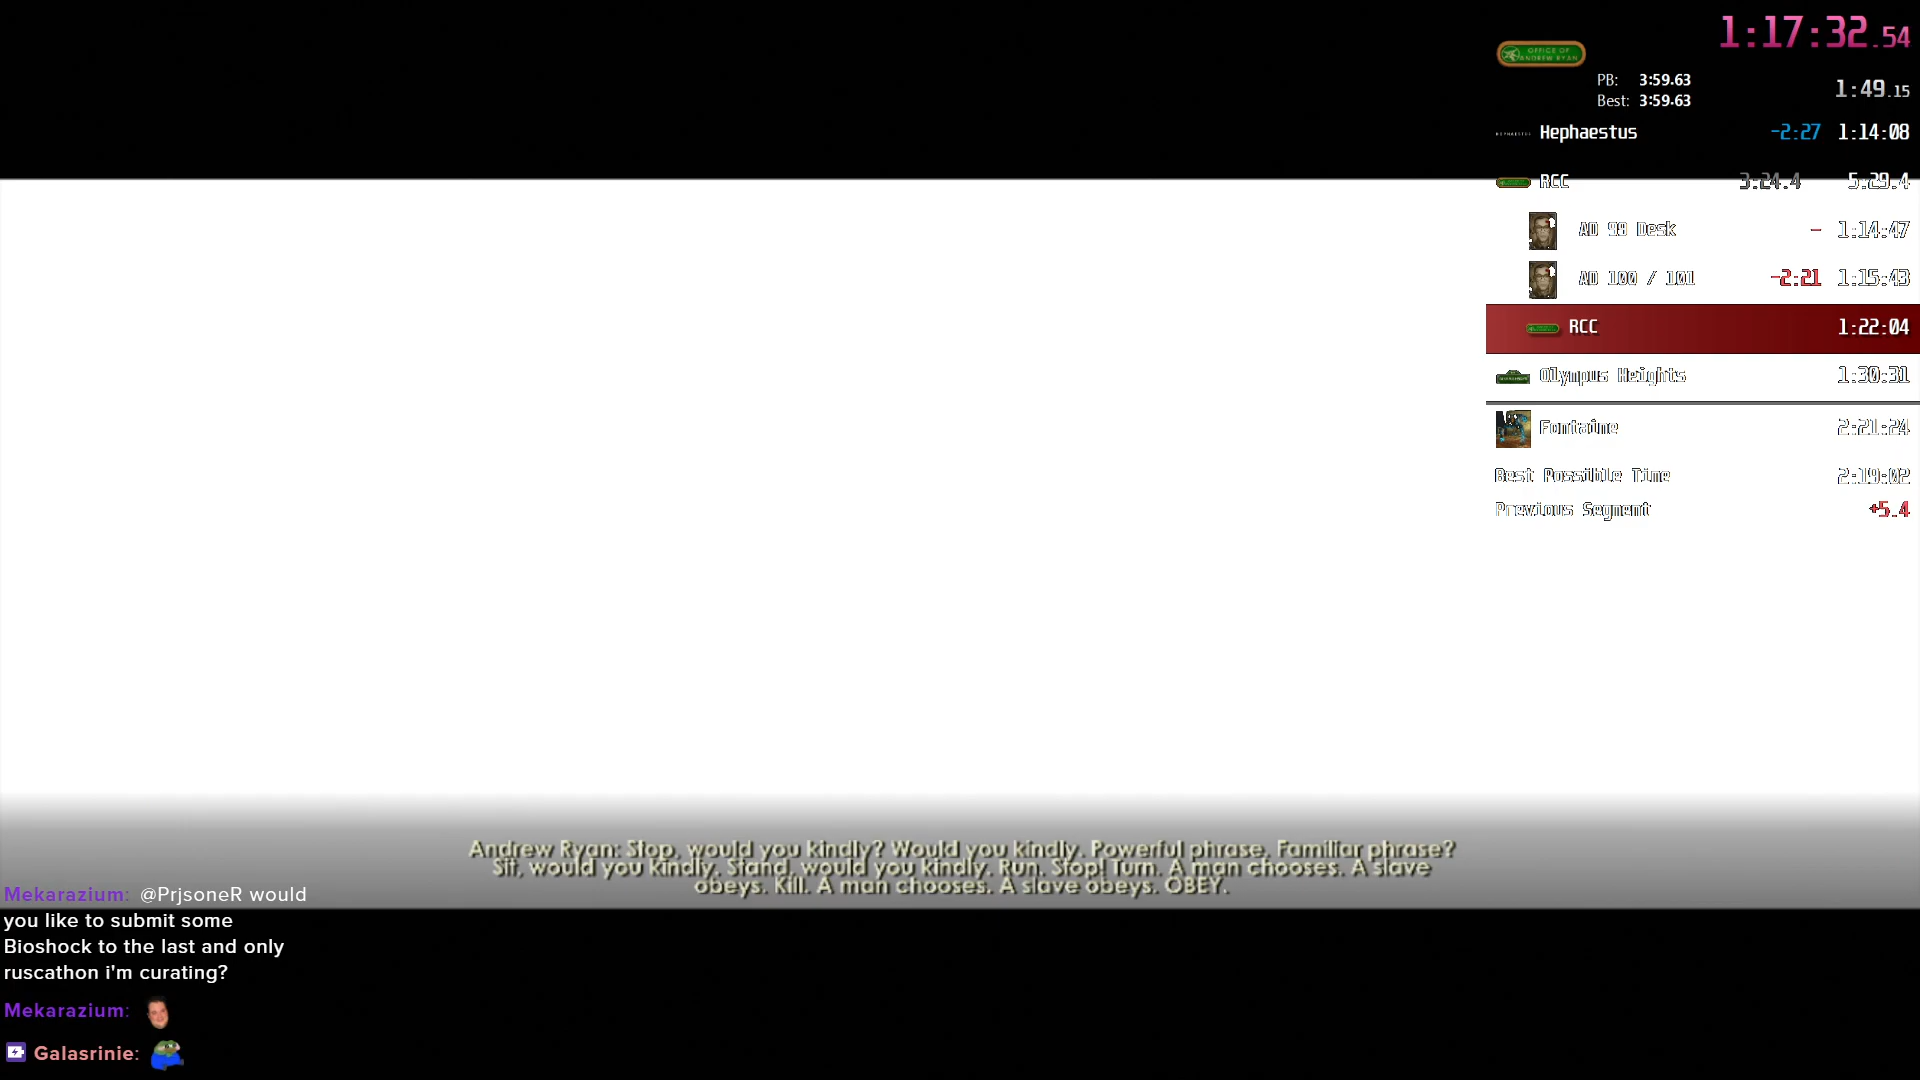 1:17:32.54
OFFICE OF
ANDREW RYAN
PB: 3:59.63
Best: 3:59.63
1:49.15
HEPHAESTUS Hephaestus -2:27 1:14:08
RCC 3:24.4 5:29.4
AD 98 Desk - 1:14:47
AD 100 / 101 -2:21 1:15:43
RCC 1:22:04
Olympus Heights 1:30:31
Fontaine 2:21:24
Best Possible Time 2:19:02
Previous Segment +5.4
Andrew Ryan: Stop, would you kindly? Would you kindly. Powerful phrase. Familiar phrase?
Sit, would you kindly. Stand, would you kindly. Run. Stop! Turn. A man chooses. A slave
obeys. Kill. A man chooses. A slave obeys. OBEY.
Mekarazium: @PrjsoneR would
you like to submit some
Bioshock to the last and only
ruscathon i'm curating?
Mekarazium:
Galasrinie: